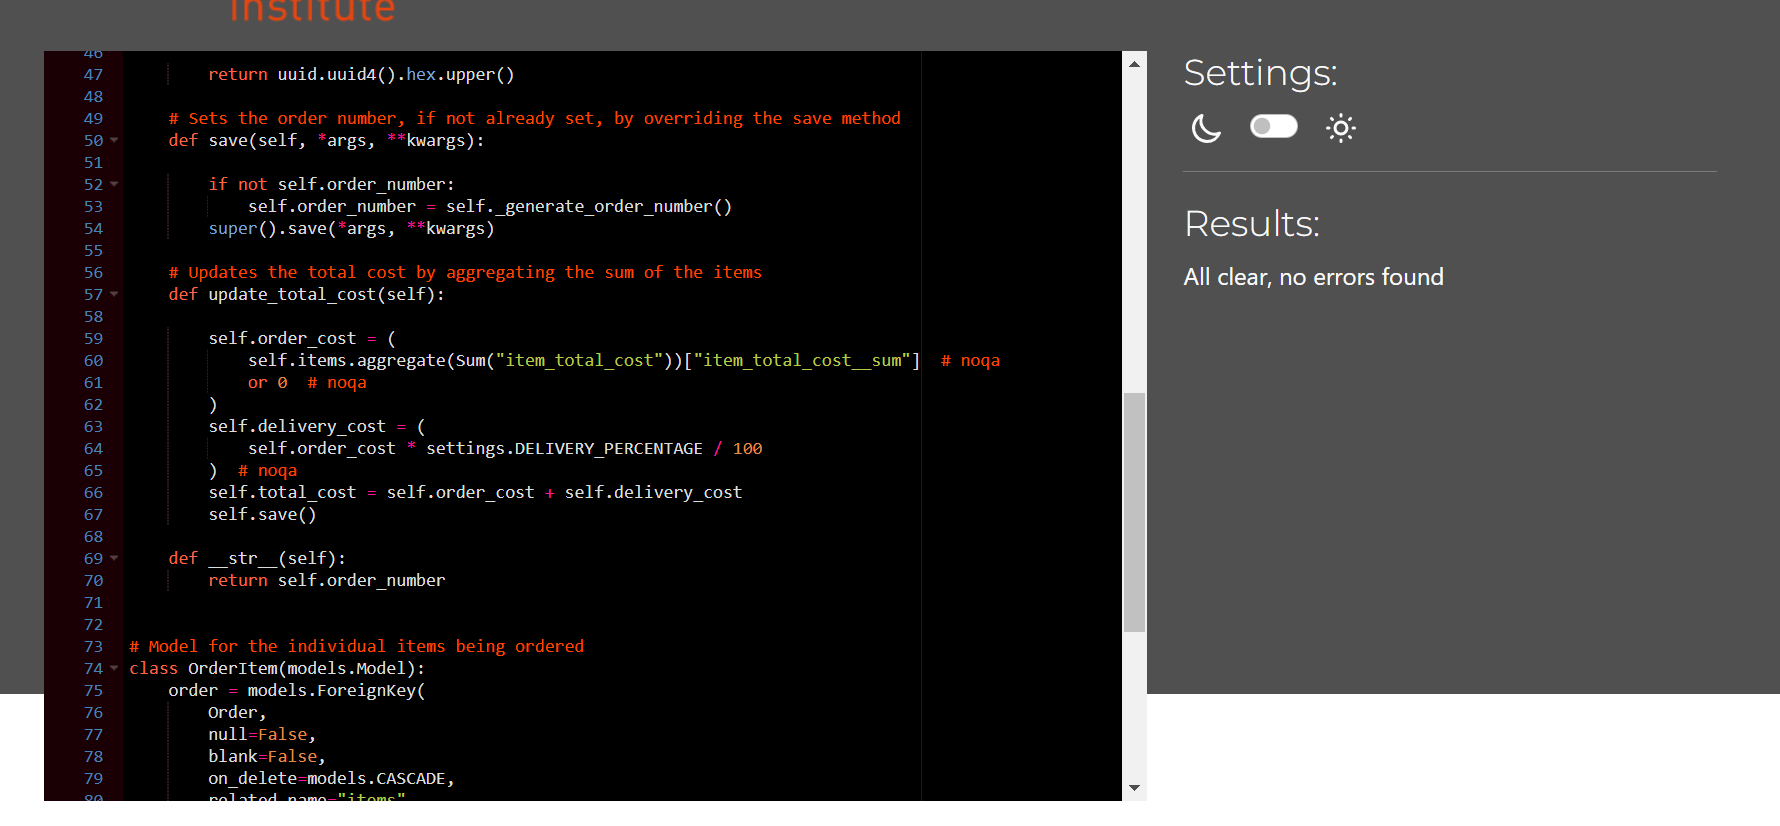 Institute
46
47 return uuid.uuid4().hex.upper()
48
49 # Sets the order number, if not already set, by overriding the save method
50 def save(self, *args, **kwargs):
51
52 if not self.order_number:
53 self.order_number = self._generate_order_number()
54 super().save(*args, **kwargs)
55
56 # Updates the total cost by aggregating the sum of the items
57 def update_total_cost(self):
58
59 self.order_cost = (
60 self.items.aggregate(Sum("item_total_cost"))["item_total_cost__sum"]  # noqa
61 or 0  # noqa
62 )
63 self.delivery_cost = (
64 self.order_cost * settings.DELIVERY_PERCENTAGE / 100
65 )  # noqa
66 self.total_cost = self.order_cost + self.delivery_cost
67 self.save()
68
69 def __str__(self):
70 return self.order_number
71
72
73 # Model for the individual items being ordered
74 class OrderItem(models.Model):
75 order = models.ForeignKey(
76 Order,
77 null=False,
78 blank=False,
79 on_delete=models.CASCADE,
80 related_name="items"
Settings:
Results:
All clear, no errors found